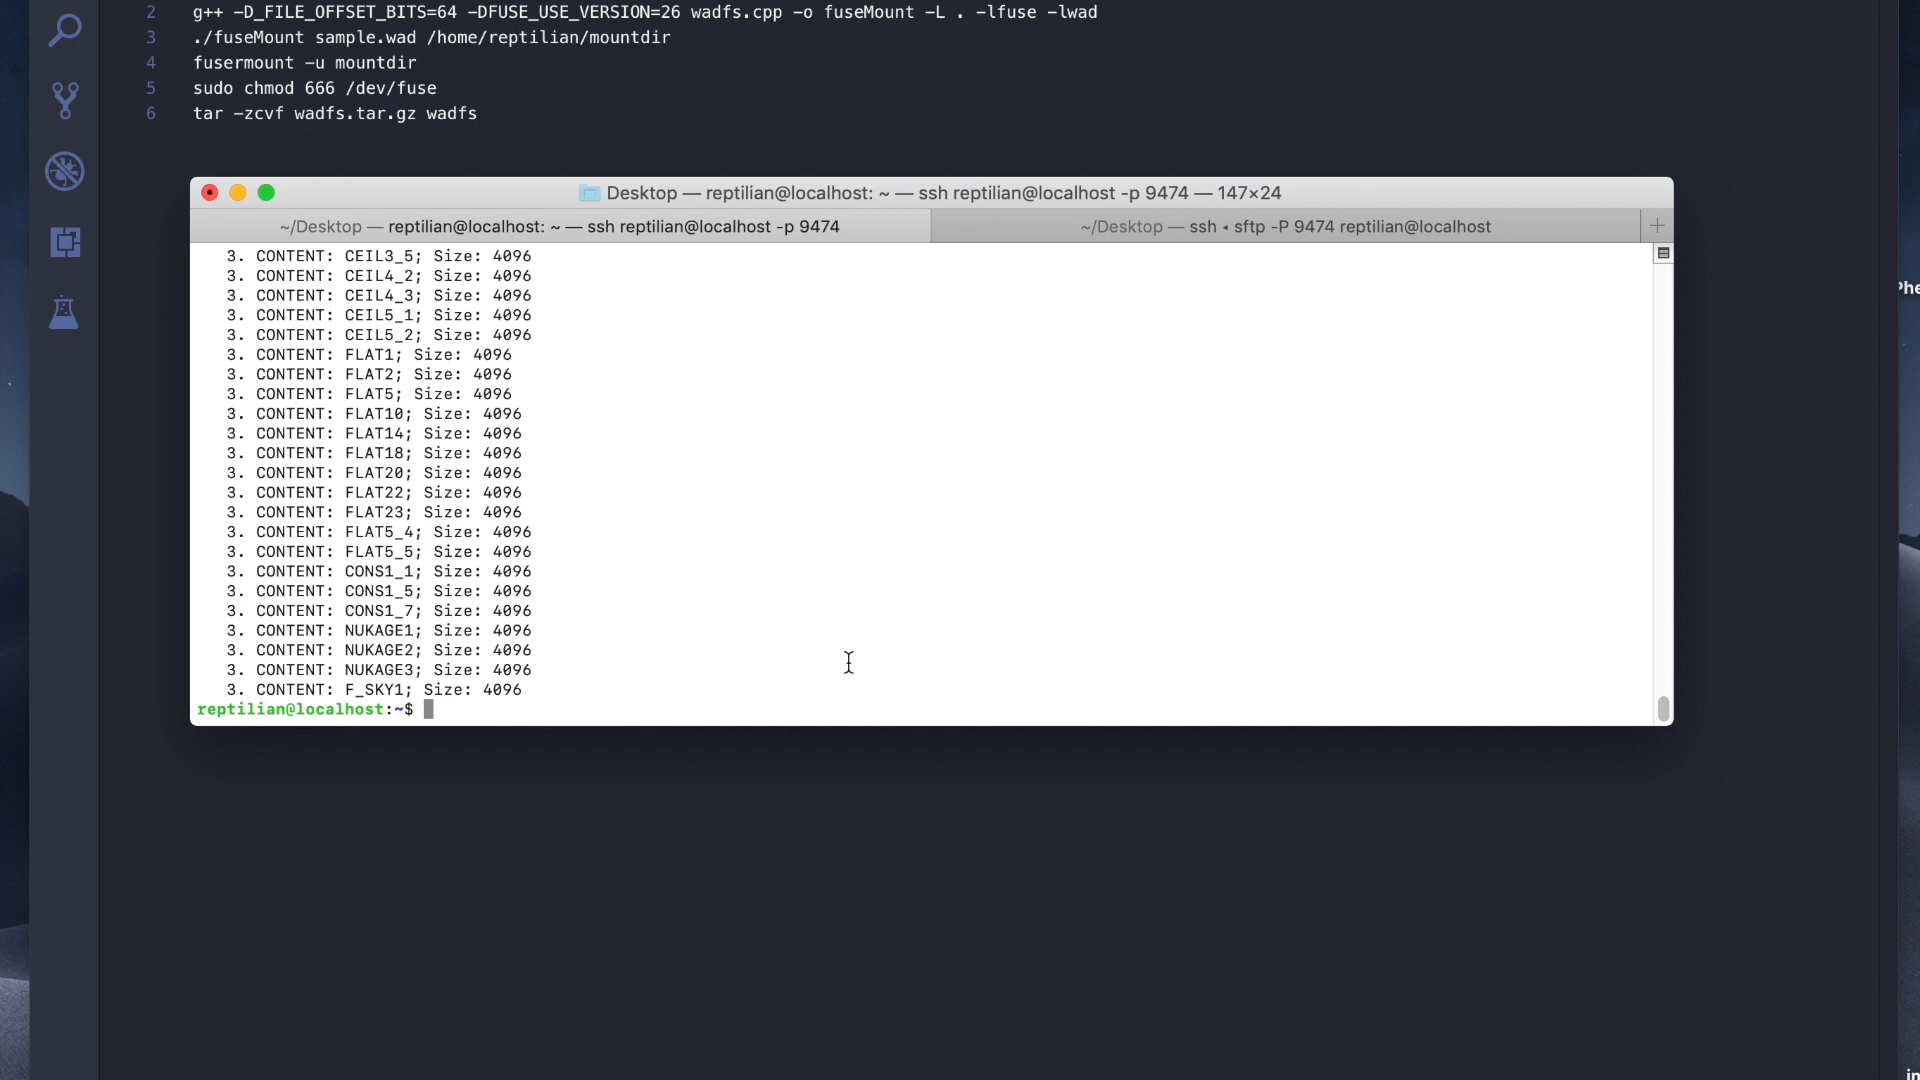 2 g++ -D_FILE_OFFSET_BITS=64 -DFUSE_USE_VERSION=26 wadfs.cpp -o fuseMount -L . -lfuse -lwad
3 ./fuseMount sample.wad /home/reptilian/mountdir
4 fusermount -u mountdir
5 sudo chmod 666 /dev/fuse
6 tar -zcvf wadfs.tar.gz wadfs
Desktop — reptilian@localhost: ~ — ssh reptilian@localhost -p 9474 — 147×24
~/Desktop — reptilian@localhost: ~ — ssh reptilian@localhost -p 9474
~/Desktop — ssh ◂ sftp -P 9474 reptilian@localhost
3. CONTENT: CEIL3_5; Size: 4096
3. CONTENT: CEIL4_2; Size: 4096
3. CONTENT: CEIL4_3; Size: 4096
3. CONTENT: CEIL5_1; Size: 4096
3. CONTENT: CEIL5_2; Size: 4096
3. CONTENT: FLAT1; Size: 4096
3. CONTENT: FLAT2; Size: 4096
3. CONTENT: FLAT5; Size: 4096
3. CONTENT: FLAT10; Size: 4096
3. CONTENT: FLAT14; Size: 4096
3. CONTENT: FLAT18; Size: 4096
3. CONTENT: FLAT20; Size: 4096
3. CONTENT: FLAT22; Size: 4096
3. CONTENT: FLAT23; Size: 4096
3. CONTENT: FLAT5_4; Size: 4096
3. CONTENT: FLAT5_5; Size: 4096
3. CONTENT: CONS1_1; Size: 4096
3. CONTENT: CONS1_5; Size: 4096
3. CONTENT: CONS1_7; Size: 4096
3. CONTENT: NUKAGE1; Size: 4096
3. CONTENT: NUKAGE2; Size: 4096
3. CONTENT: NUKAGE3; Size: 4096
3. CONTENT: F_SKY1; Size: 4096
reptilian@localhost:~$